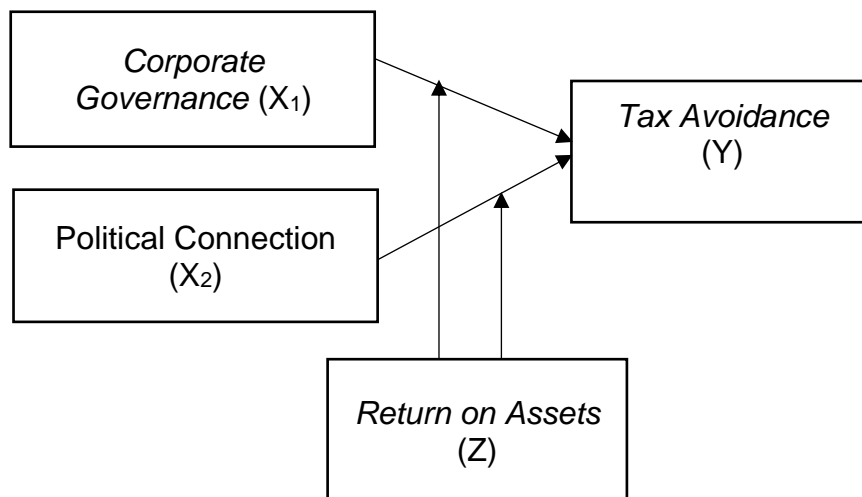 Corporate
Governance (X₁)
Tax Avoidance
(Y)
Political Connection
(X₂)
Return on Assets
(Z)